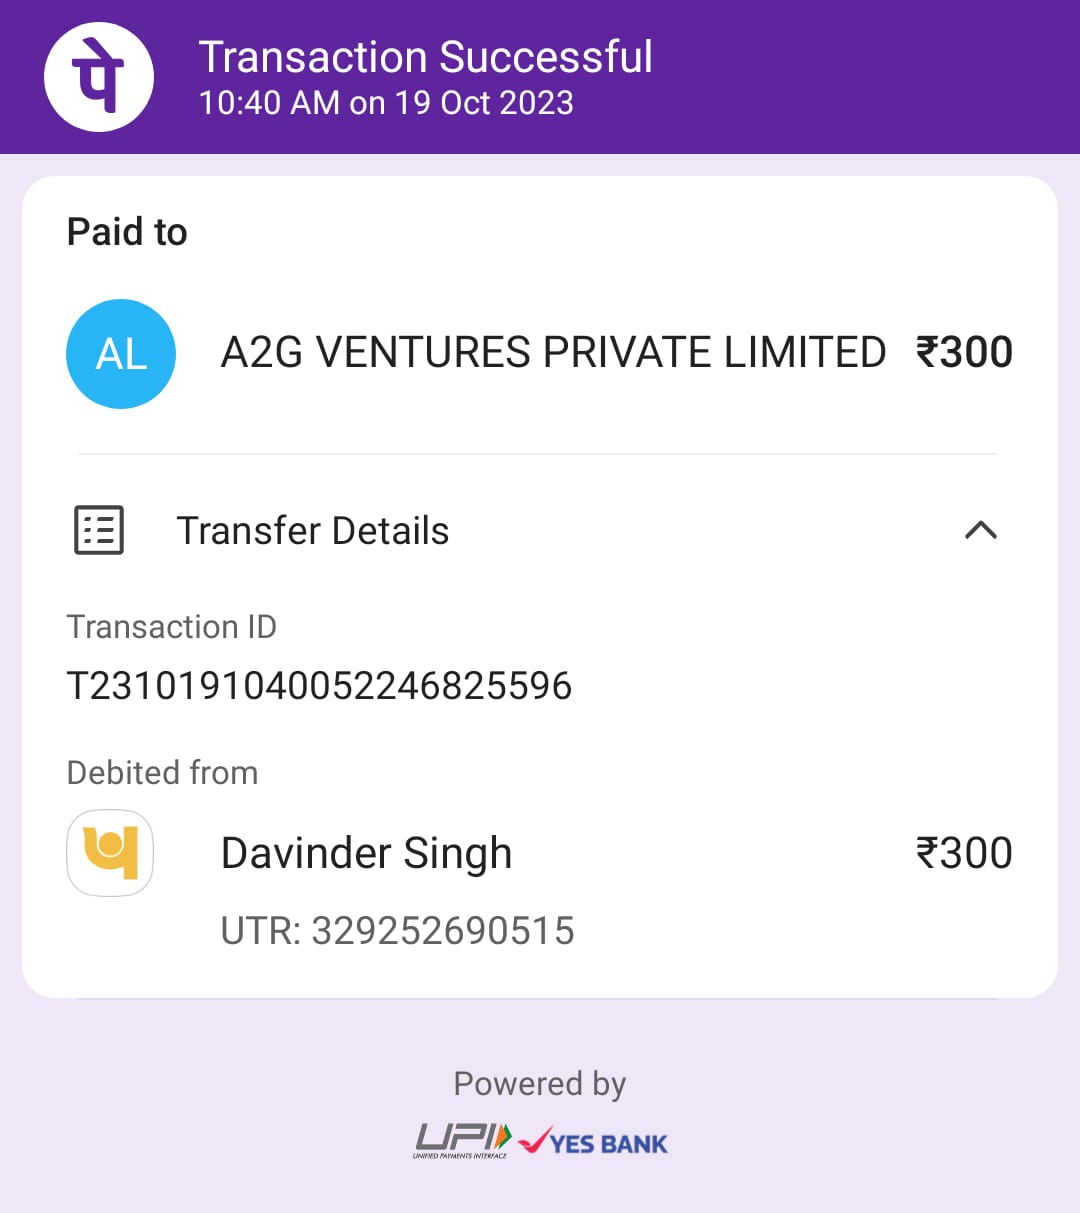 पे
Transaction Successful
10:40 AM on 19 Oct 2023
Paid to
AL
A2G VENTURES PRIVATE LIMITED ₹300
Transfer Details
Transaction ID
T2310191040052246825596
Debited from
Davinder Singh ₹300
UTR: 329252690515
Powered by
UPI YES BANK
UNIFIED PAYMENTS INTERFACE